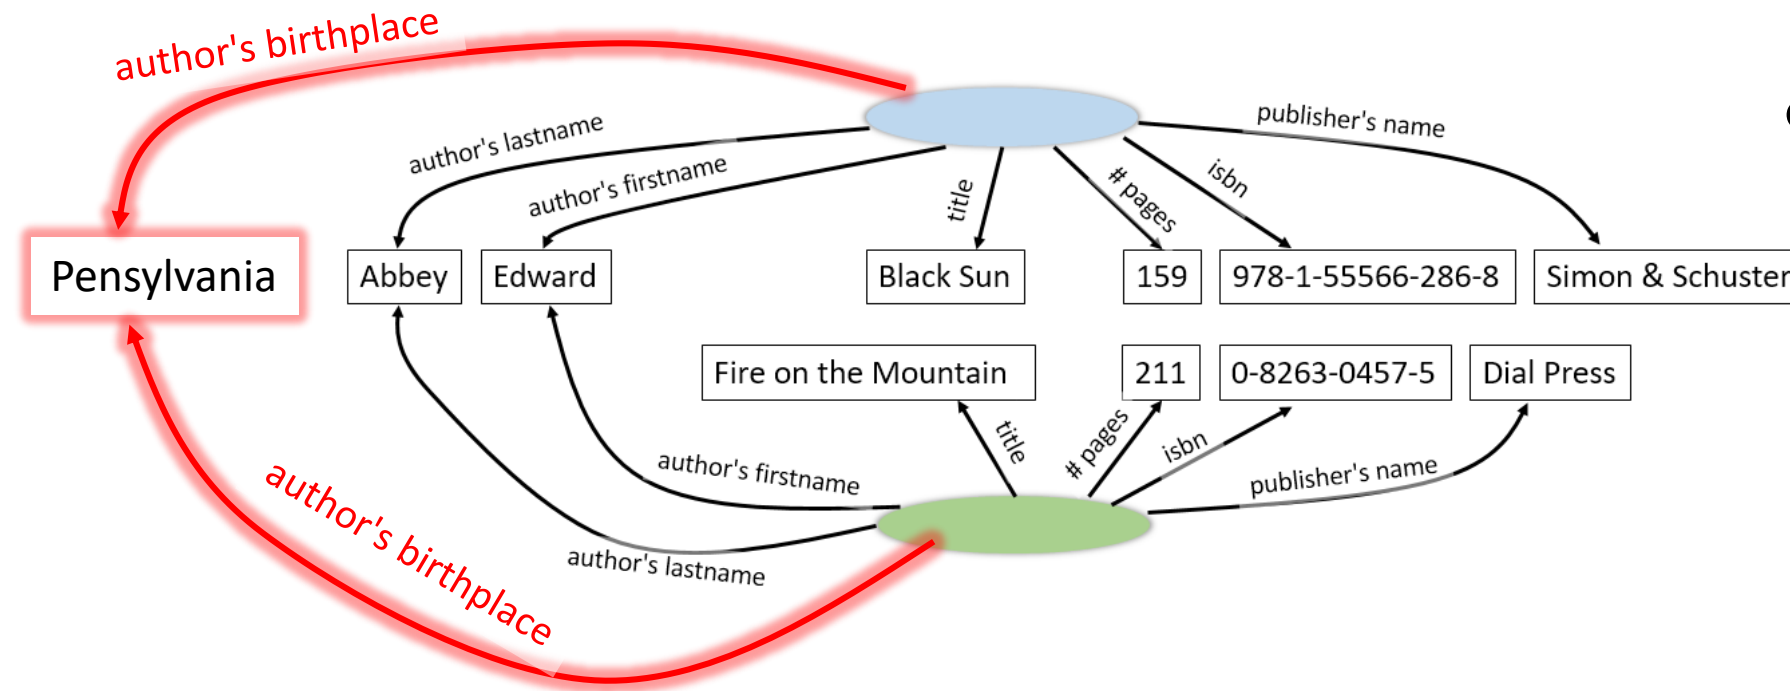 author's birthplace
publisher's name
author's lastname
author's firstname
title
# pages
isbn
Pensylvania
Abbey
Edward
Black Sun
159
978-1-55566-286-8
Simon & Schuster
Fire on the Mountain
211
0-8263-0457-5
Dial Press
title
# pages
isbn
publisher's name
author's firstname
author's lastname
author's birthplace